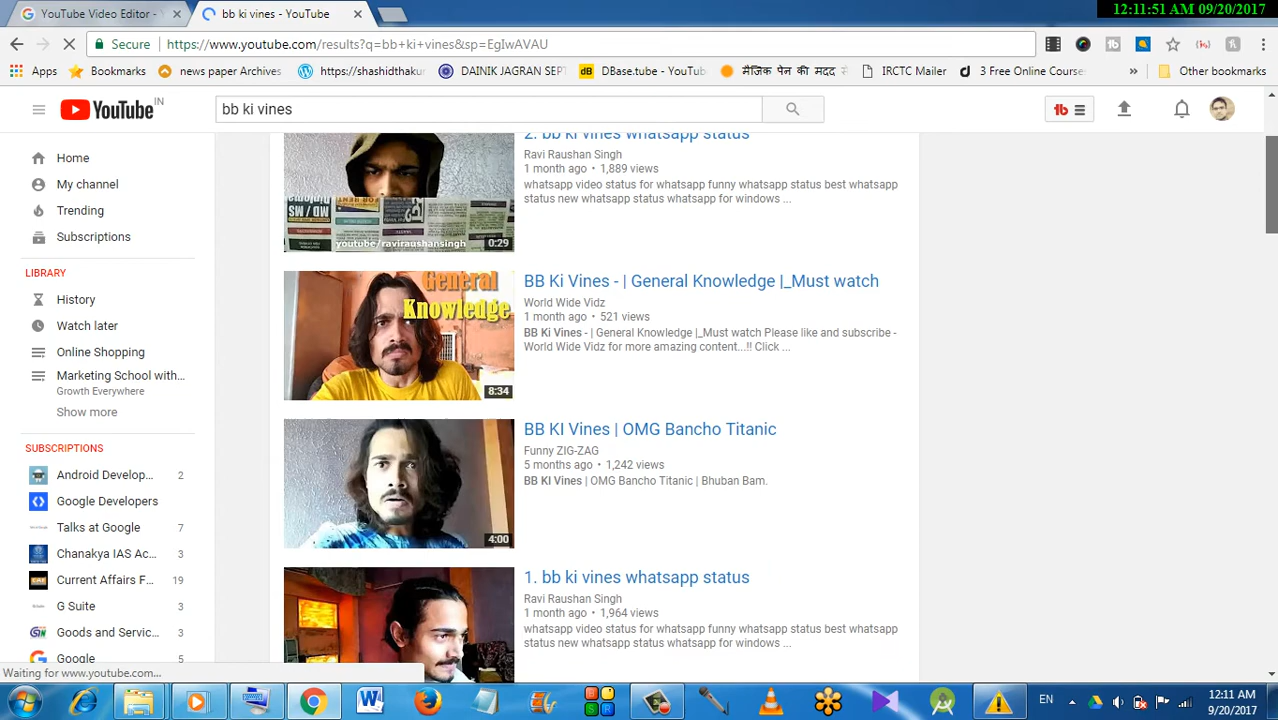 12:11:51 AM 09/20/2017
YouTube Video Editor -
bb ki vines - YouTube
Secure
https://www.youtube.com/results?q=bb+ki+vines&sp=EgIwAVAU
Apps
Bookmarks
news paper Archives
https://shashidthakur
DAINIK JAGRAN SEPT
DBase.tube - YouTub
मैजिक पेन की मदद से
IRCTC Mailer
3 Free Online Course
Other bookmarks
YouTube IN
bb ki vines
Home
My channel
Trending
Subscriptions
LIBRARY
History
Watch later
Online Shopping
Marketing School with...
Growth Everywhere
Show more
SUBSCRIPTIONS
Android Develop... 2
Google Developers
Talks at Google 7
Chanakya IAS Ac... 3
Current Affairs F... 19
G Suite 3
Goods and Servic... 3
Google 5
2. bb ki vines whatsapp status
Ravi Raushan Singh
1 month ago • 1,889 views
whatsapp video status for whatsapp funny whatsapp status best whatsapp
status new whatsapp status whatsapp for windows ...
youtube/raviraushansingh
0:29
General
Knowledge
8:34
BB Ki Vines - | General Knowledge |_Must watch
World Wide Vidz
1 month ago • 521 views
BB Ki Vines - | General Knowledge |_Must watch Please like and subscribe -
World Wide Vidz for more amazing content...!! Click ...
4:00
BB KI Vines | OMG Bancho Titanic
Funny ZIG-ZAG
5 months ago • 1,242 views
BB KI Vines | OMG Bancho Titanic | Bhuban Bam.
1. bb ki vines whatsapp status
Ravi Raushan Singh
1 month ago • 1,964 views
whatsapp video status for whatsapp funny whatsapp status best whatsapp
status new whatsapp status whatsapp for windows ...
Waiting for www.youtube.com...
EN
12:11 AM
9/20/2017